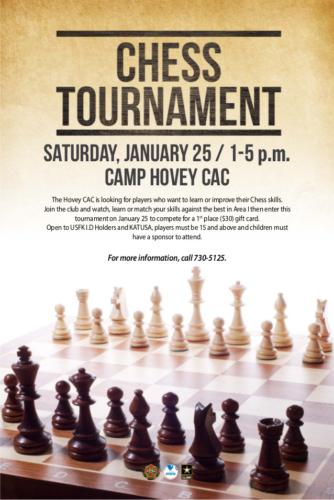 CHESS
TOURNAMENT
SATURDAY, JANUARY 25 / 1-5 p.m.
CAMP HOVEY CAC
The Hovey CAC is looking for players who want to learn or improve their Chess skills.
Join the club and watch, learn or match your skills against the best in Area I then enter this
tournament on January 25 to compete for a 1st place ($30) gift card.
Open to USFK I.D Holders and KATUSA, players must be 15 and above and children must
have a sponsor to attend.
For more information, call 730-5125.